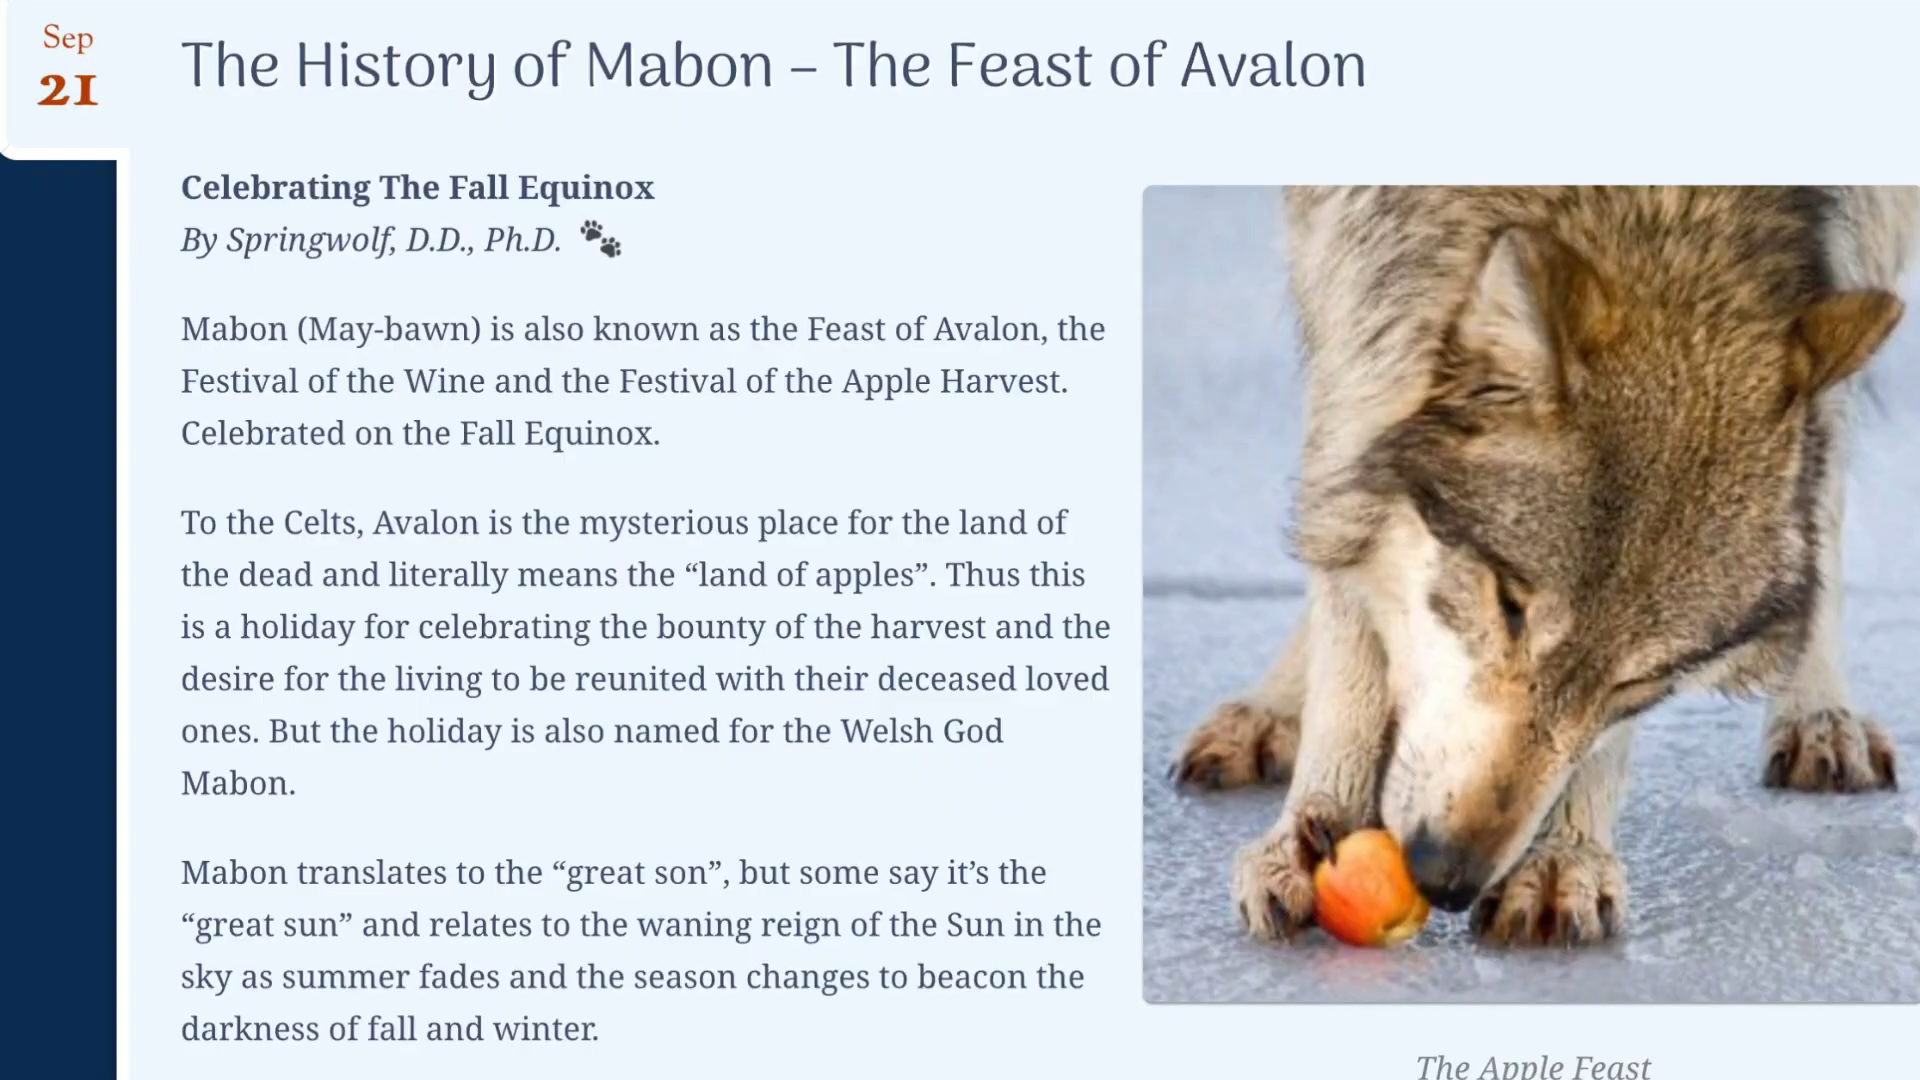 Sep
21
The History of Mabon – The Feast of Avalon
Celebrating The Fall Equinox
By Springwolf, D.D., Ph.D.
Mabon (May-bawn) is also known as the Feast of Avalon, the
Festival of the Wine and the Festival of the Apple Harvest.
Celebrated on the Fall Equinox.
To the Celts, Avalon is the mysterious place for the land of
the dead and literally means the “land of apples”. Thus this
is a holiday for celebrating the bounty of the harvest and the
desire for the living to be reunited with their deceased loved
ones. But the holiday is also named for the Welsh God
Mabon.
Mabon translates to the “great son”, but some say it’s the
“great sun” and relates to the waning reign of the Sun in the
sky as summer fades and the season changes to beacon the
darkness of fall and winter.
The Apple Feast